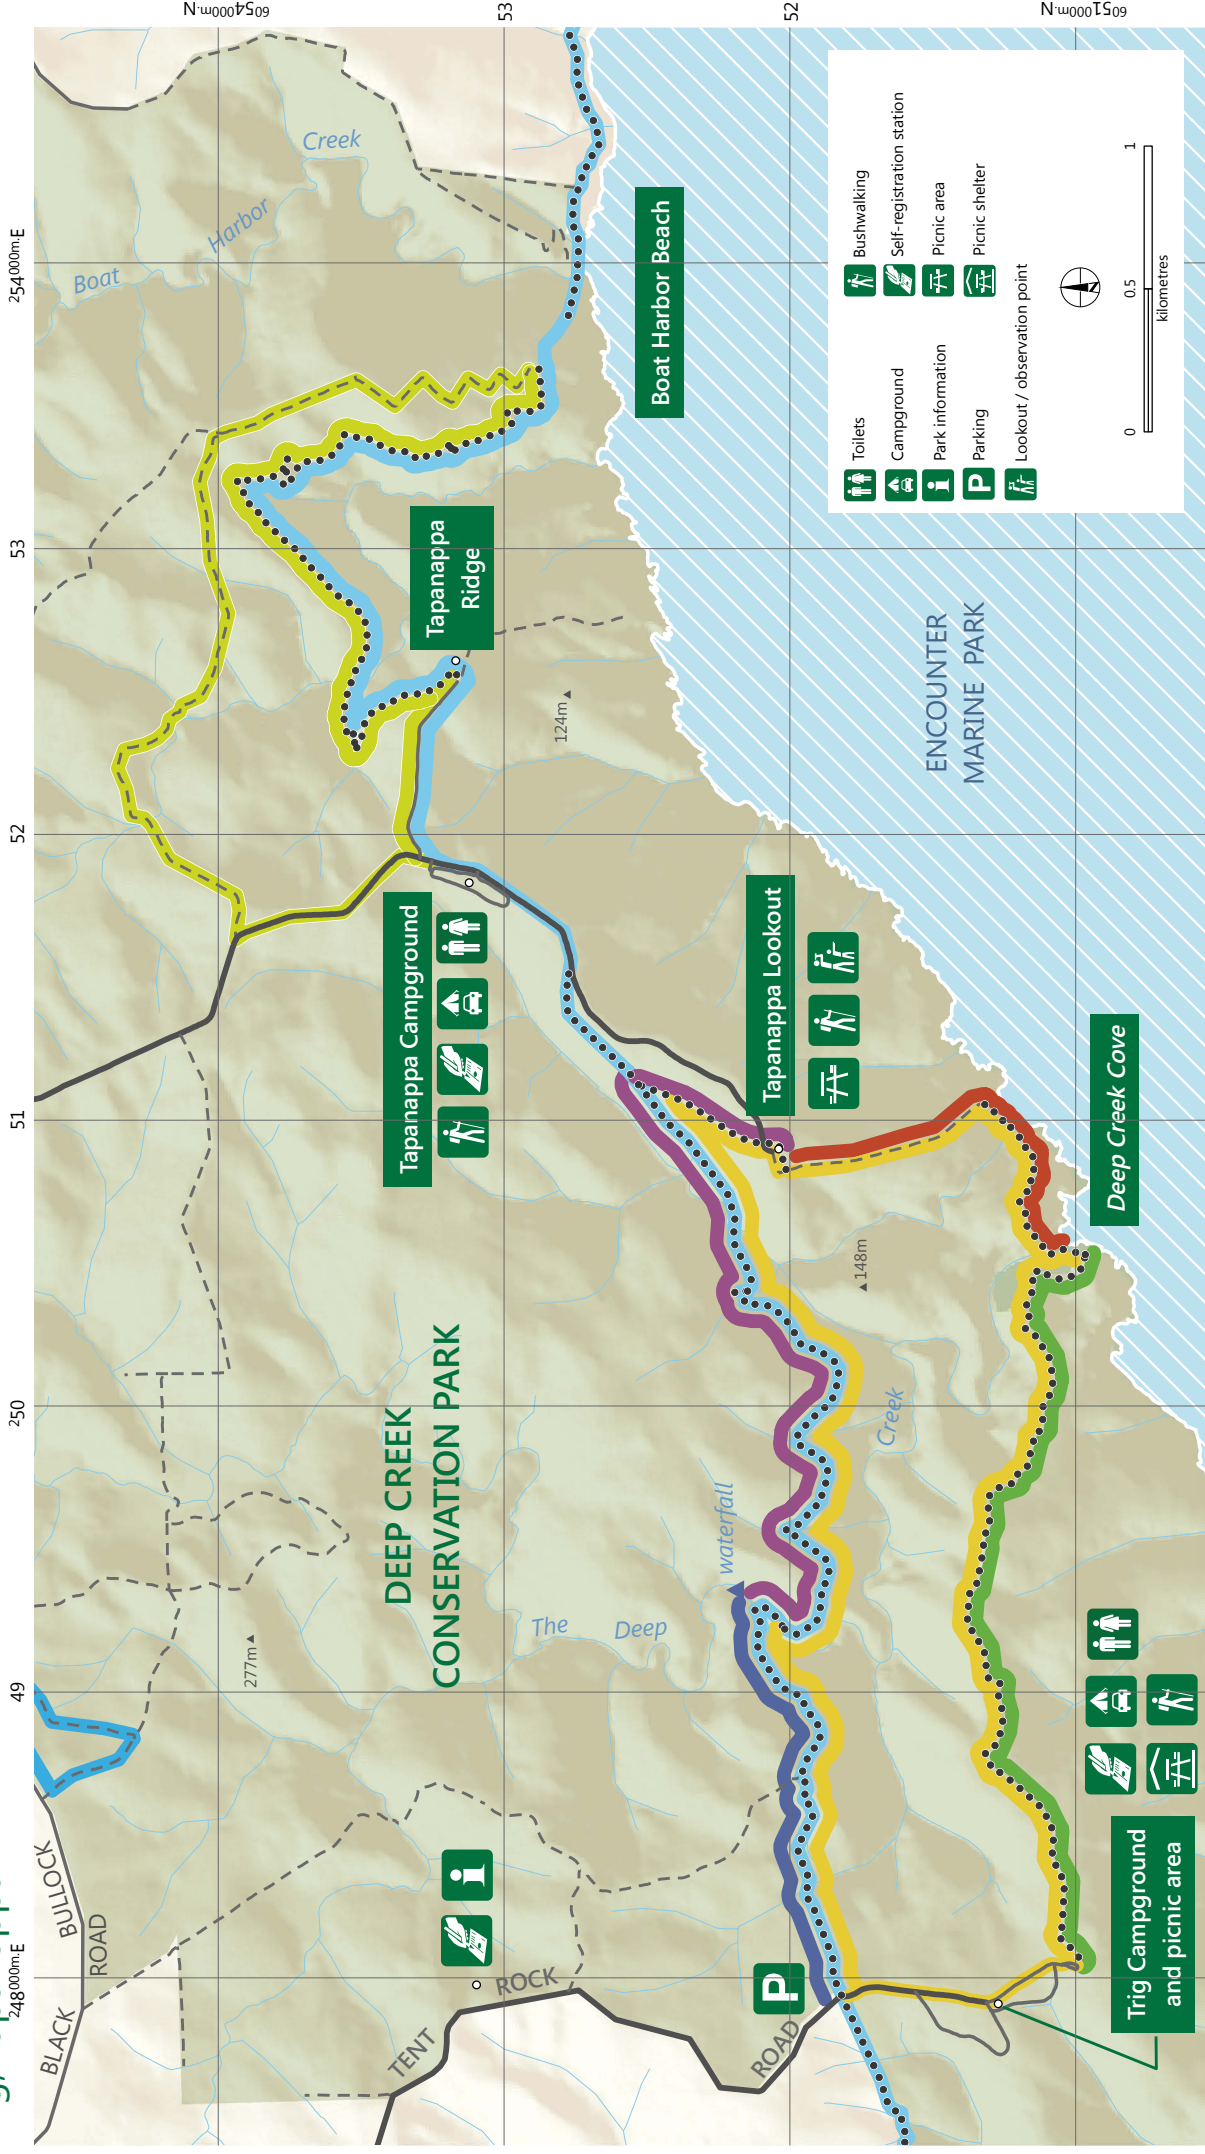 6054000m.N
53
52
6051000m.N
254000m.E
53
52
51
250
49
248000m.E
Boat
Harbor
Creek
Boat Harbor Beach
Tapanappa
Ridge
124m
ENCOUNTER
MARINE PARK
Tapanappa Campground
Tapanappa Lookout
Deep Creek Cove
148m
DEEP CREEK
CONSERVATION PARK
waterfall
The
Deep
Creek
277m
BLACK
BULLOCK
ROAD
TENT
ROCK
ROAD
P
Trig Campground
and picnic area
Toilets
Campground
Park information
P Parking
Lookout / observation point
Bushwalking
Self-registration station
Picnic area
Picnic shelter
N
0 0.5 1
kilometres